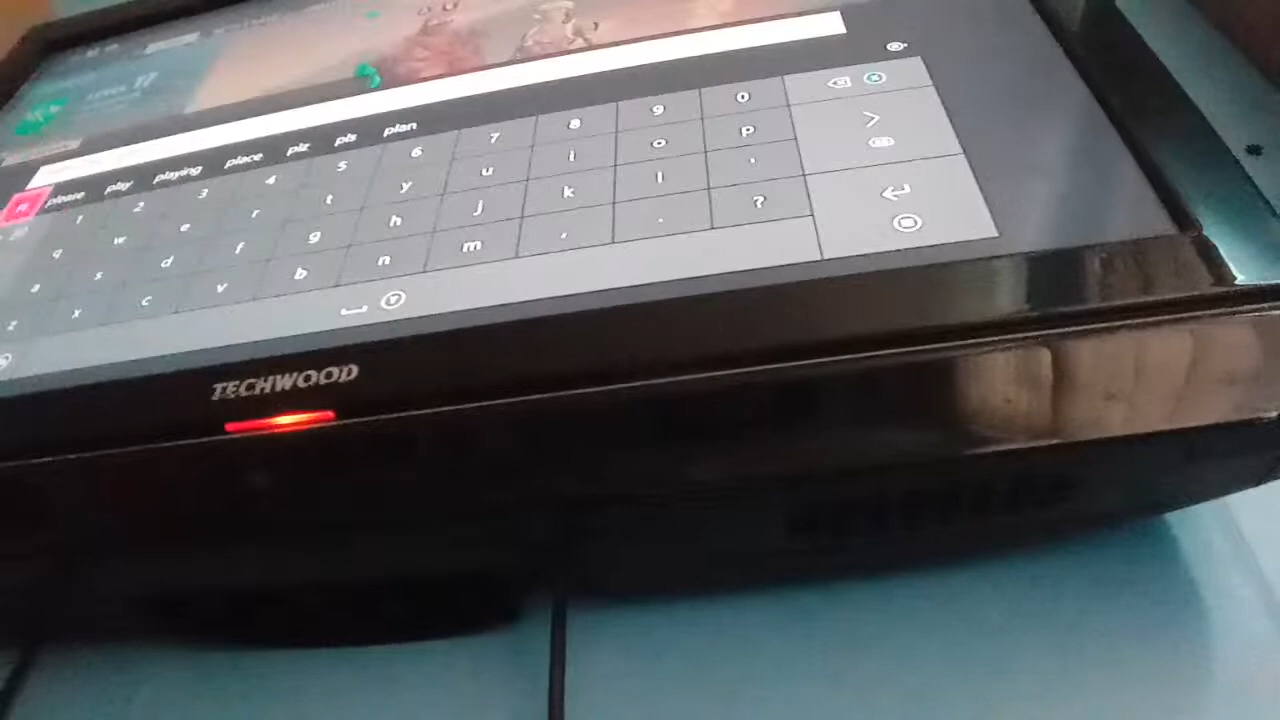 please play playing place plz pls plan
1 2 3 4 5 6 7 8 9 0
q w e r t y u i o p
a s d f g h j k l '
z x c v b n m , . ?
TECHWOOD